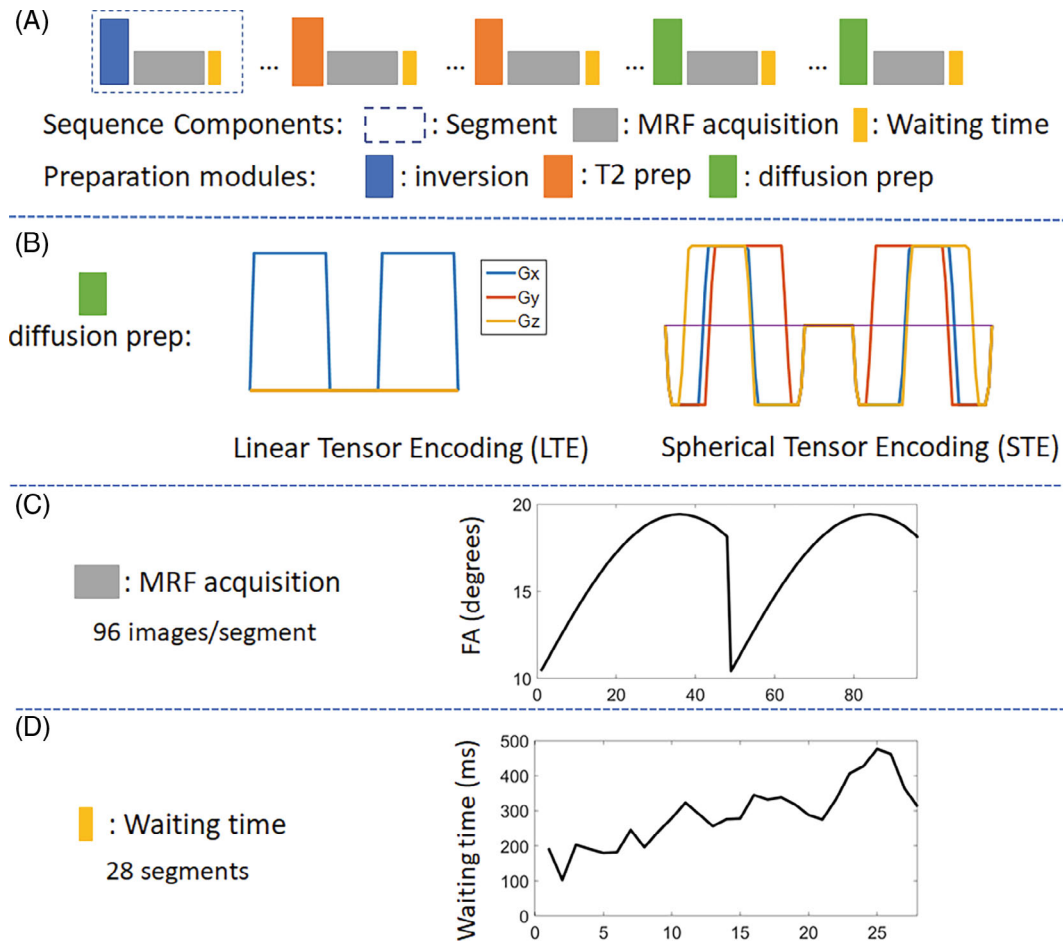 (A)
... ... ... ...
Sequence Components: : Segment : MRF acquisition : Waiting time
Preparation modules: : inversion : T2 prep : diffusion prep
(B)
diffusion prep:
Gx
Gy
Gz
Linear Tensor Encoding (LTE)
Spherical Tensor Encoding (STE)
(C)
: MRF acquisition
96 images/segment
FA (degrees)
20
15
10
0 20 40 60 80
(D)
: Waiting time
28 segments
Waiting time (ms)
500
400
300
200
100
0
0 5 10 15 20 25